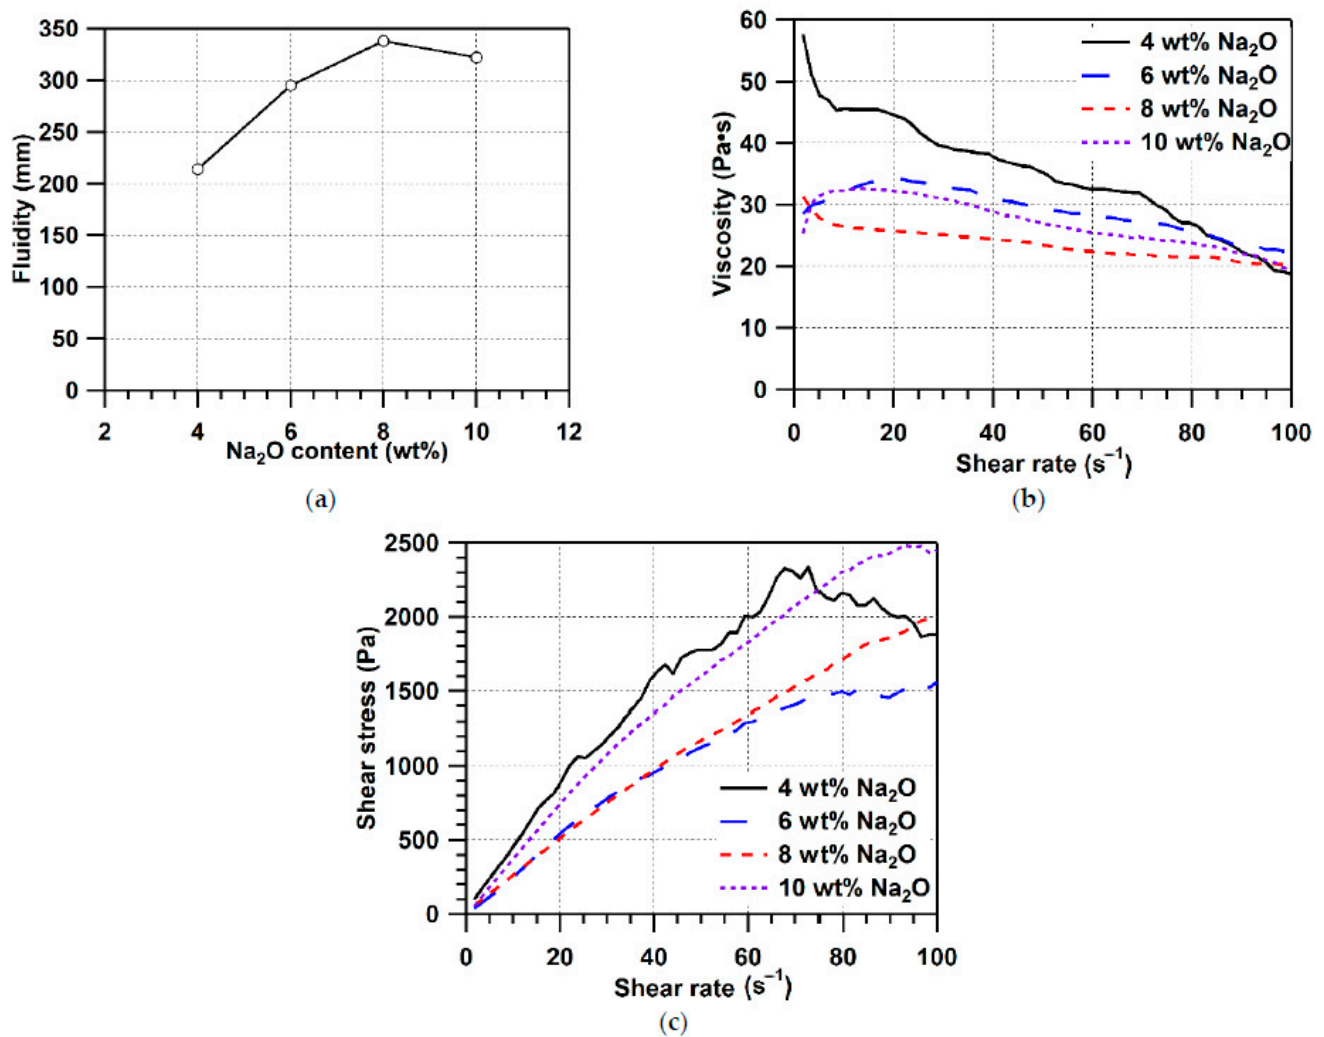 350
300
250
200
150
100
50
0
Fluidity (mm)
2 4 6 8 10 12
Na₂O content (wt%)
(a)
60
50
40
30
20
10
0
Viscosity (Pa•s)
4 wt% Na₂O
6 wt% Na₂O
8 wt% Na₂O
10 wt% Na₂O
0 20 40 60 80 100
Shear rate (s⁻¹)
(b)
2500
2000
1500
1000
500
0
Shear stress (Pa)
4 wt% Na₂O
6 wt% Na₂O
8 wt% Na₂O
10 wt% Na₂O
0 20 40 60 80 100
Shear rate (s⁻¹)
(c)